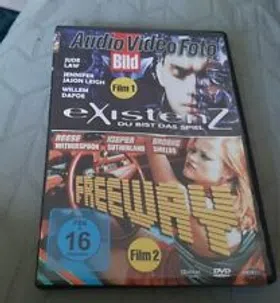 Audio Video Foto
Bild
JUDE
LAW
Film 1
JENNIFER
JASON LEIGH
WILLEM
DAFOE
eXistenZ
DU BIST DAS SPIEL
REESE
WITHERSPOON
KIEFER
SUTHERLAND
BROOKE
SHIELDS
FREEWAY
FSK
16
Film 2
DVD